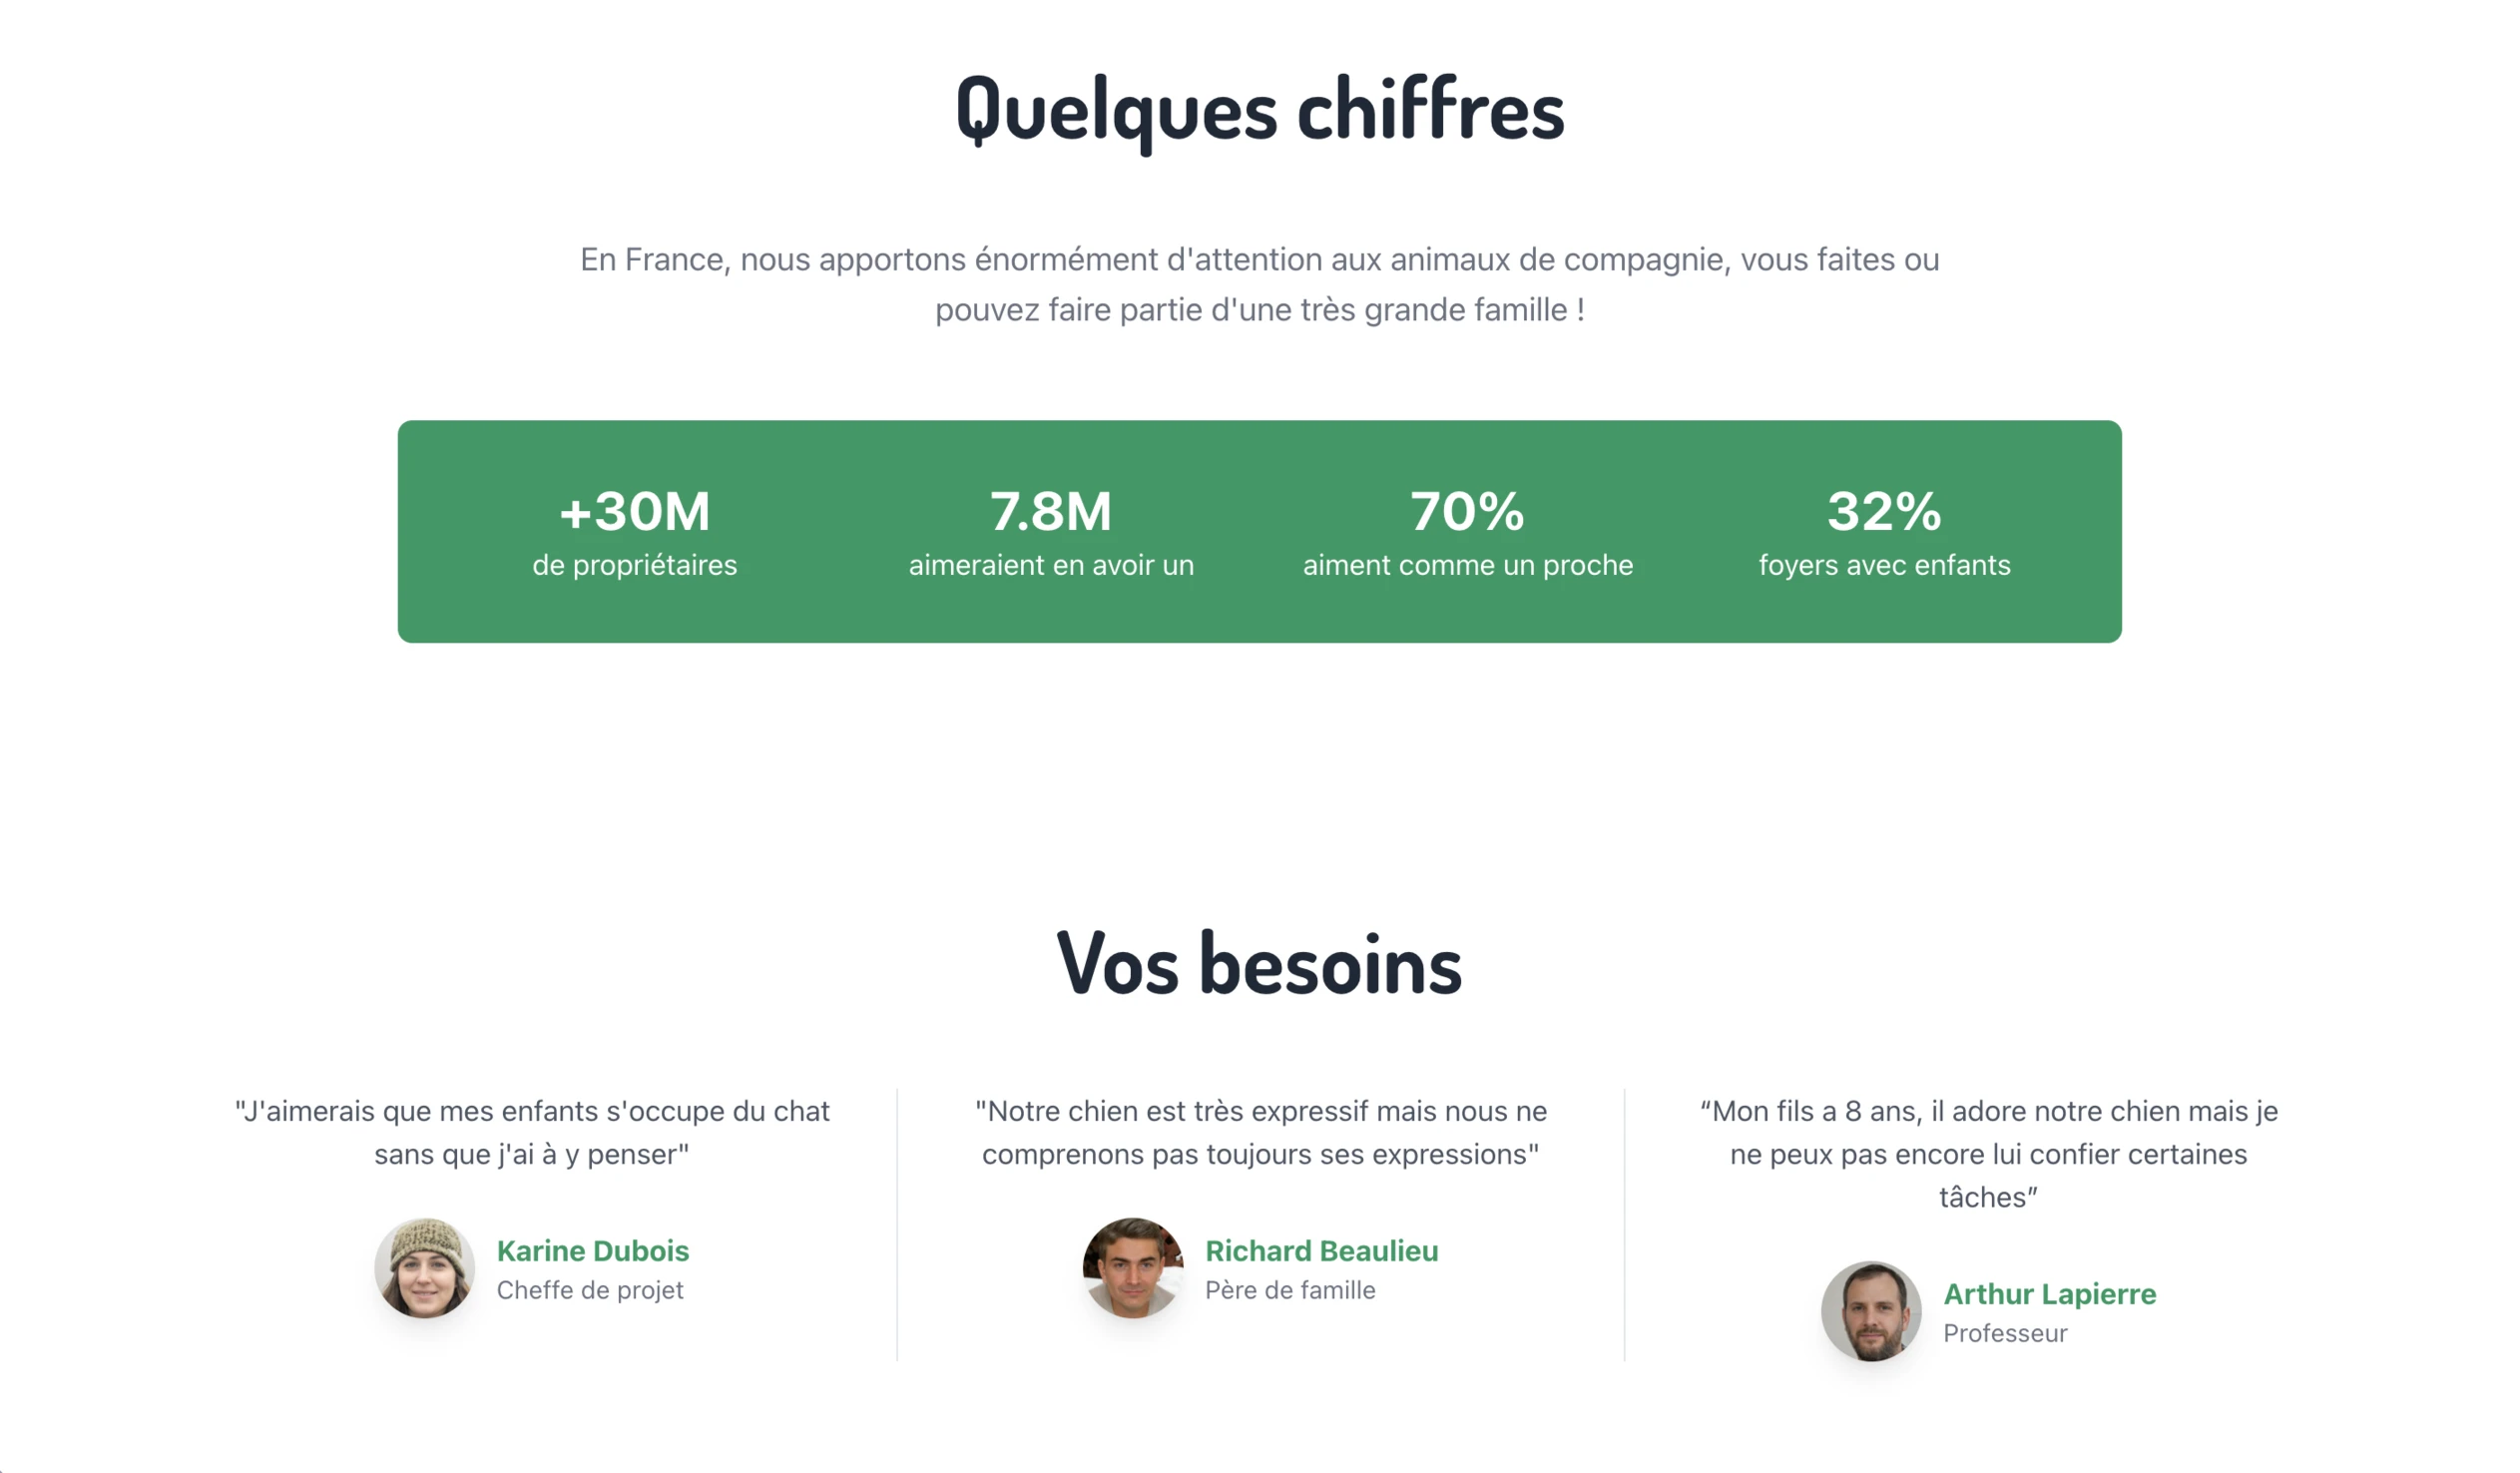 Quelques chiffres
En France, nous apportons énormément d'attention aux animaux de compagnie, vous faites ou
pouvez faire partie d'une très grande famille !
+30M
de propriétaires
7.8M
aimeraient en avoir un
70%
aiment comme un proche
32%
foyers avec enfants
Vos besoins
"J'aimerais que mes enfants s'occupe du chat
sans que j'ai à y penser"
Karine Dubois
Cheffe de projet
"Notre chien est très expressif mais nous ne
comprenons pas toujours ses expressions"
Richard Beaulieu
Père de famille
“Mon fils a 8 ans, il adore notre chien mais je
ne peux pas encore lui confier certaines
tâches”
Arthur Lapierre
Professeur